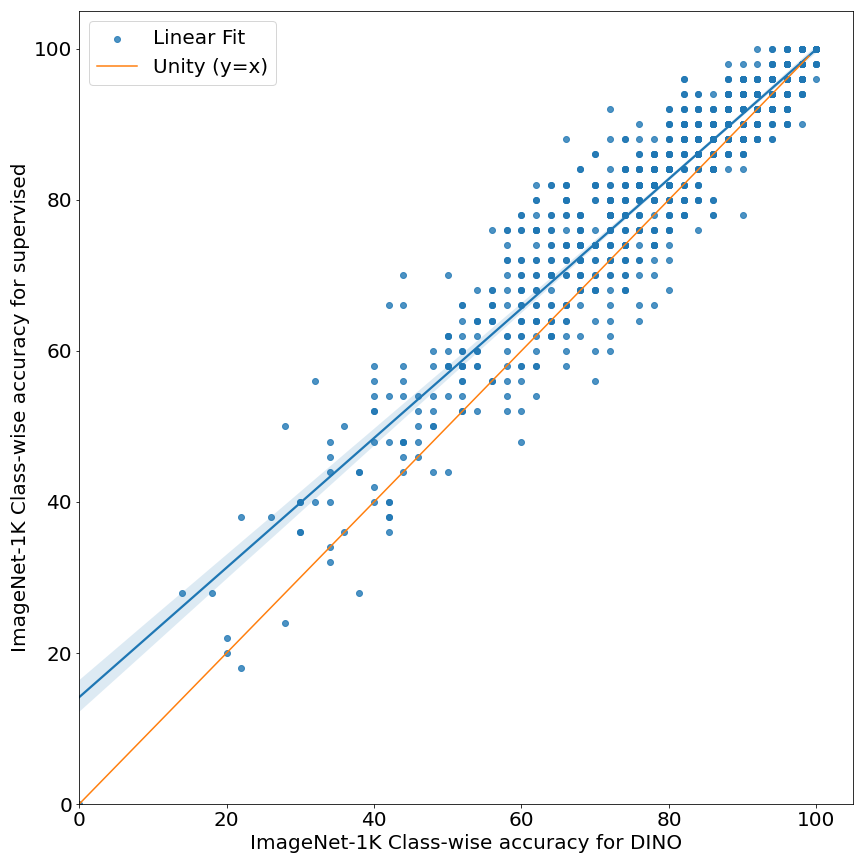 Linear Fit
Unity (y=x)
ImageNet-1K Class-wise accuracy for supervised
100
80
60
40
20
0
0 20 40 60 80 100
ImageNet-1K Class-wise accuracy for DINO